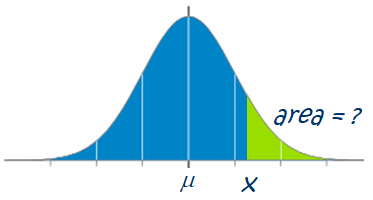 area = ?
μ x